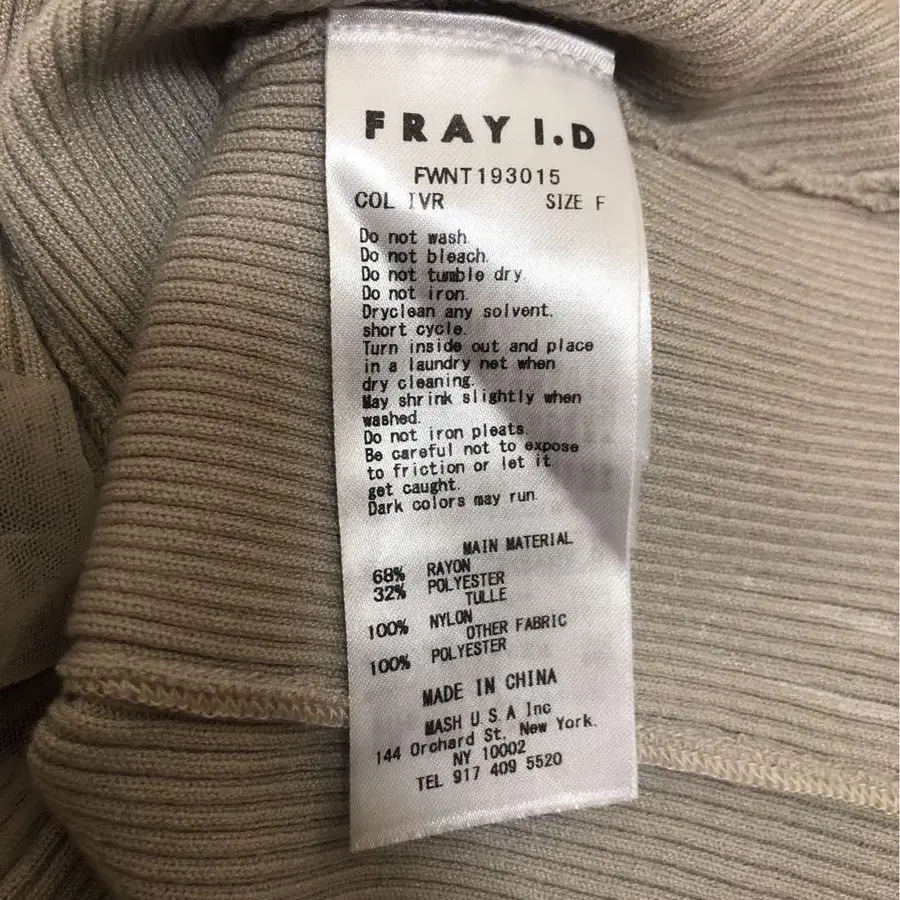 FRAY I.D
FWNT193015
COL IVR SIZE F
Do not wash.
Do not bleach.
Do not tumble dry.
Do not iron.
Dryclean any solvent.
short cycle.
Turn inside out and place
in a laundry net when
dry cleaning.
May shrink slightly when
washed.
Do not iron pleats.
Be careful not to expose
to friction or let it
get caught.
Dark colors may run.
MAIN MATERIAL
68% RAYON
32% POLYESTER
TULLE
100% NYLON
OTHER FABRIC
100% POLYESTER
MADE IN CHINA
MASH U.S.A Inc
144 Orchard St. New York.
NY 10002
TEL 917 409 5520